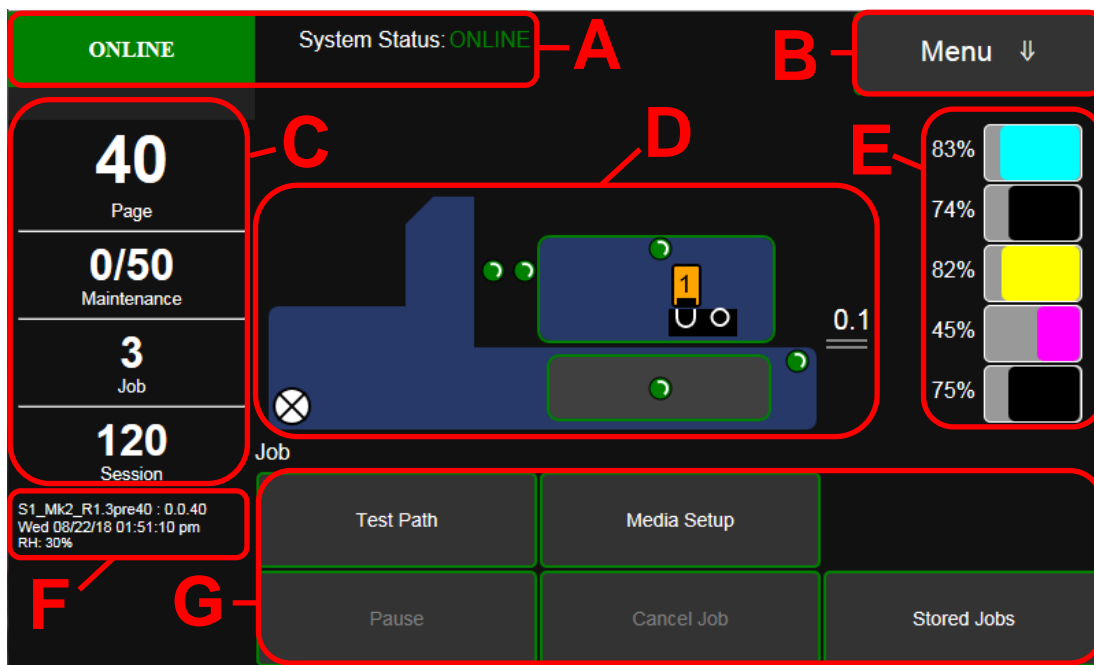 ONLINE
System Status: ONLINE
A
B
Menu ⇓
C
40
Page
0/50
Maintenance
3
Job
120
Session
D
1
0.1
E
83%
74%
82%
45%
75%
Job
S1_Mk2_R1.3pre40 : 0.0.40
Wed 08/22/18 01:51:10 pm
RH: 30%
F
G
Test Path
Media Setup
Pause
Cancel Job
Stored Jobs